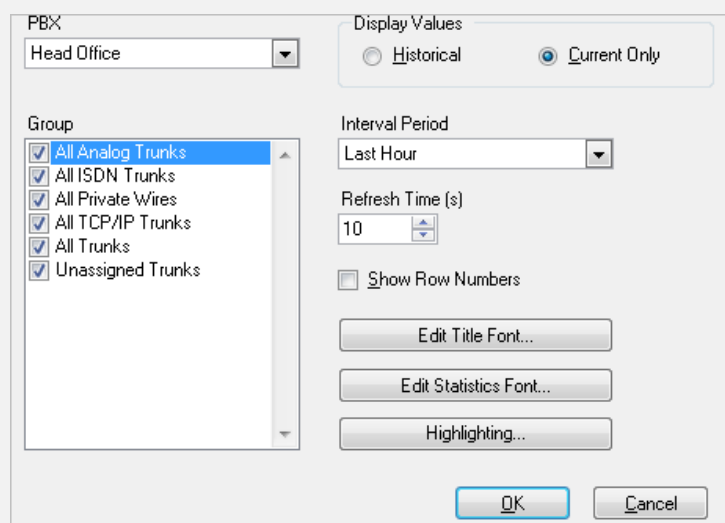 PBX
Head Office
Display Values
Historical
Current Only
Group
All Analog Trunks
All ISDN Trunks
All Private Wires
All TCP/IP Trunks
All Trunks
Unassigned Trunks
Interval Period
Last Hour
Refresh Time (s)
10
Show Row Numbers
Edit Title Font...
Edit Statistics Font...
Highlighting...
OK
Cancel